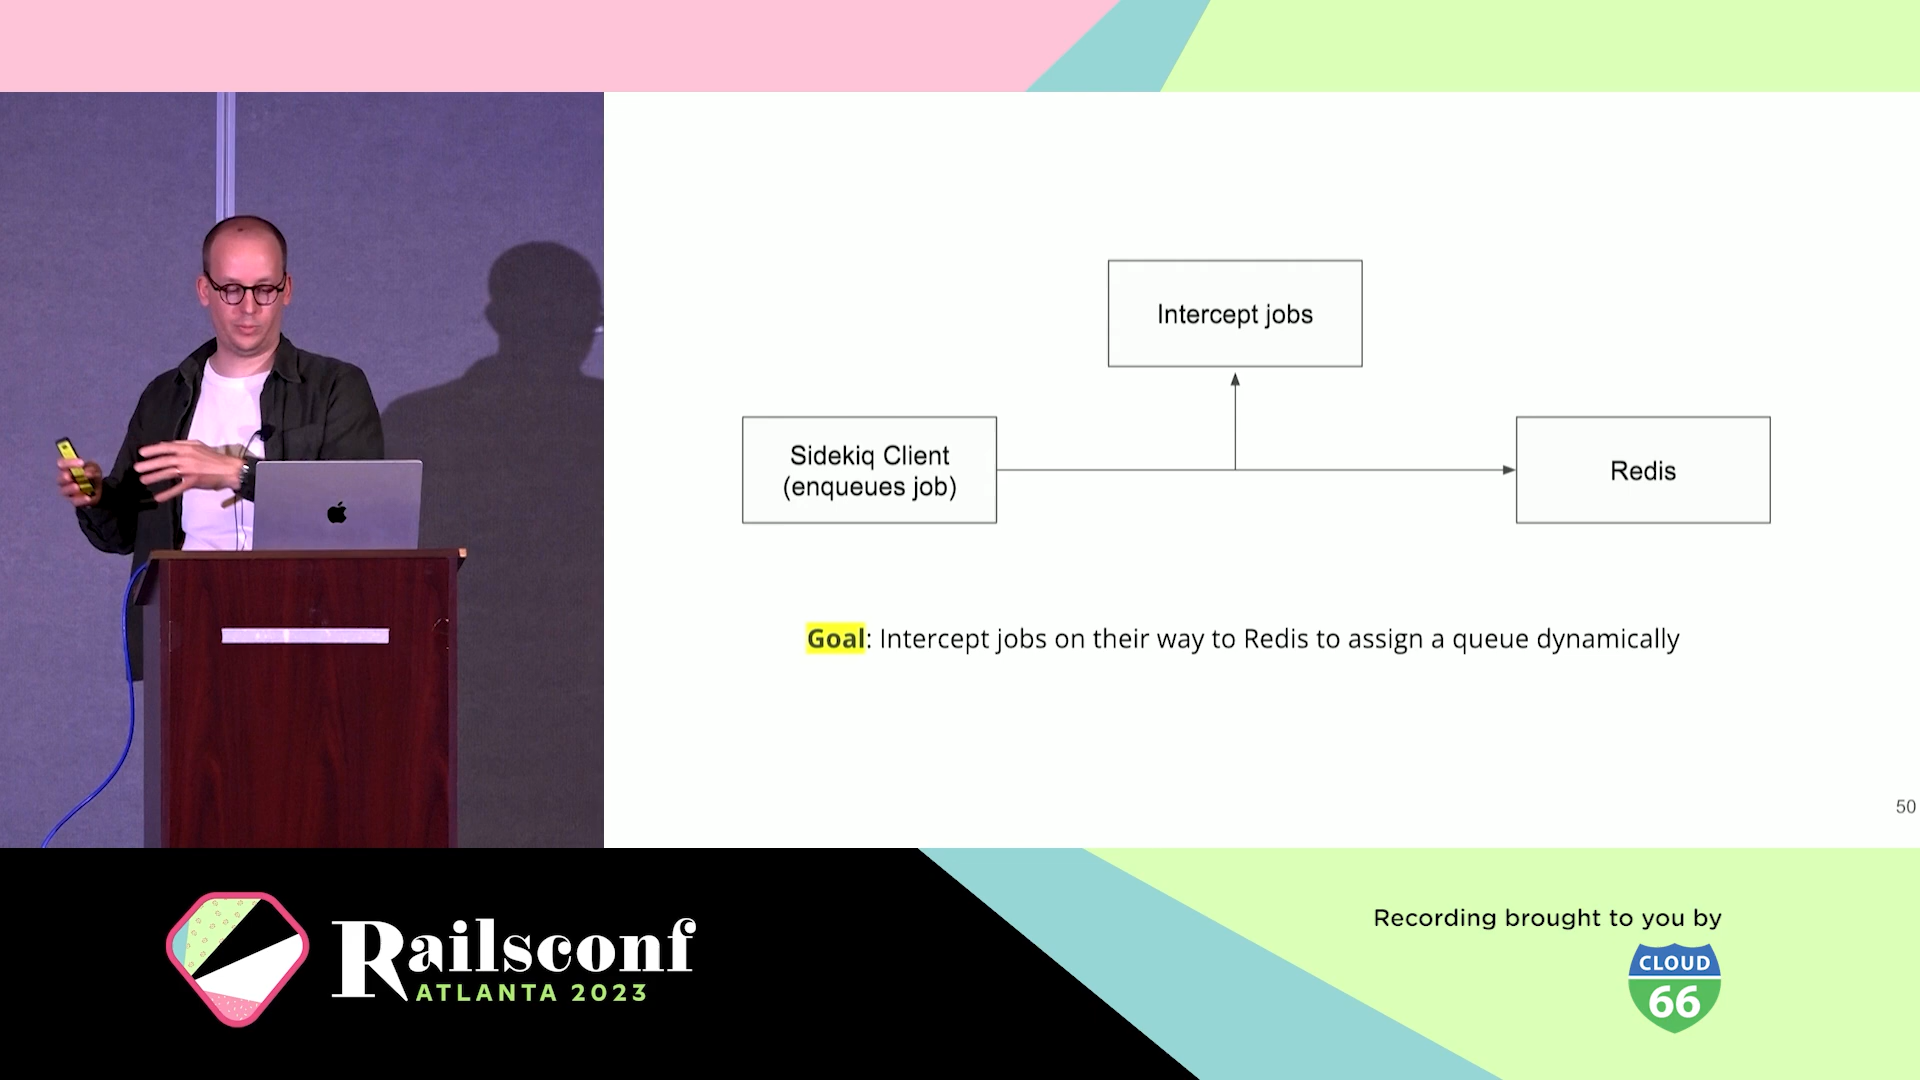 Intercept jobs
Sidekiq Client
(enqueues job)
Redis
Goal: Intercept jobs on their way to Redis to assign a queue dynamically
50
Railsconf
ATLANTA 2023
Recording brought to you by
CLOUD
66